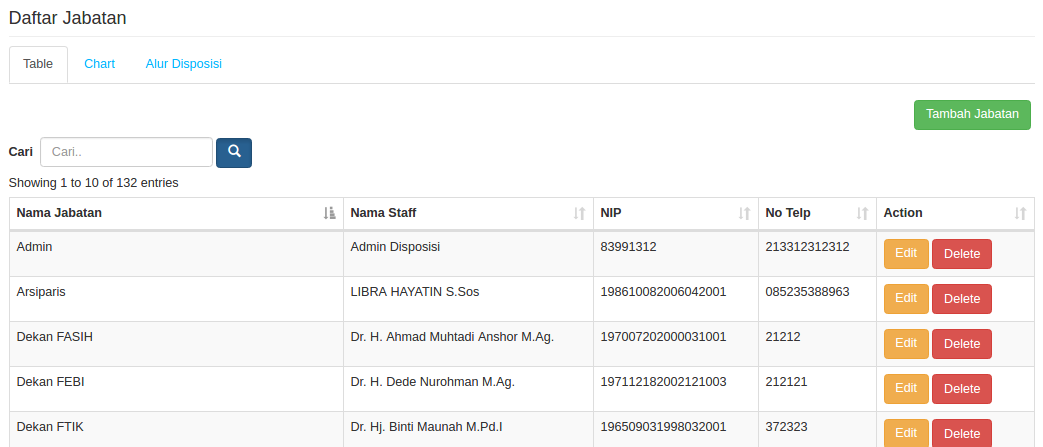 Daftar Jabatan
Table Chart Alur Disposisi
Tambah Jabatan
Cari Cari..
Showing 1 to 10 of 132 entries
Nama Jabatan Nama Staff NIP No Telp Action
Admin Admin Disposisi 83991312 213312312312 Edit Delete
Arsiparis LIBRA HAYATIN S.Sos 198610082006042001 085235388963 Edit Delete
Dekan FASIH Dr. H. Ahmad Muhtadi Anshor M.Ag. 197007202000031001 21212 Edit Delete
Dekan FEBI Dr. H. Dede Nurohman M.Ag. 197112182002121003 212121 Edit Delete
Dekan FTIK Dr. Hj. Binti Maunah M.Pd.I 196509031998032001 372323 Edit Delete